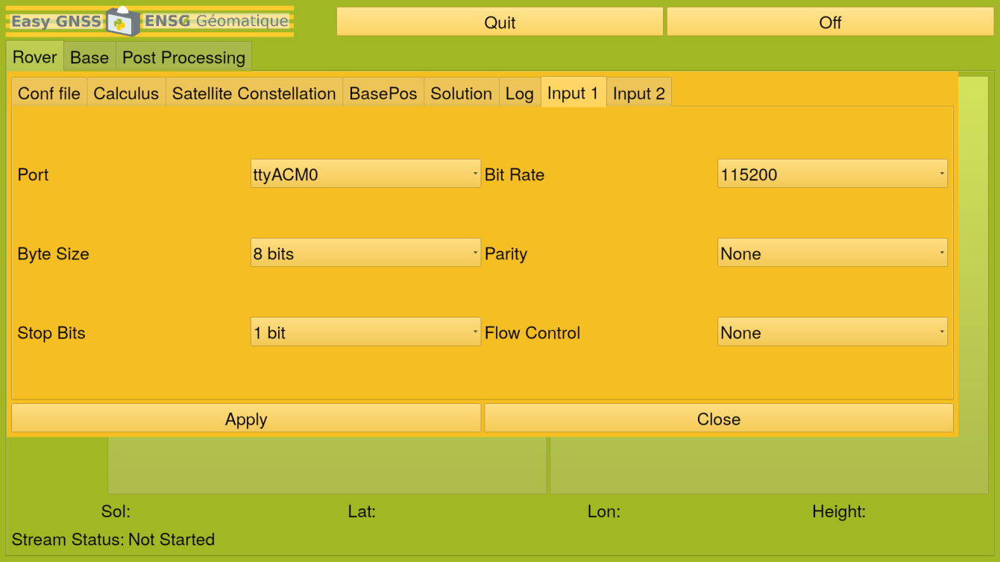 Easy GNSS ENSG Géomatique Quit Off
Rover Base Post Processing
Conf file Calculus Satellite Constellation BasePos Solution Log Input 1 Input 2
Port ttyACM0 Bit Rate 115200
Byte Size 8 bits Parity None
Stop Bits 1 bit Flow Control None
Apply Close
Sol: Lat: Lon: Height:
Stream Status: Not Started